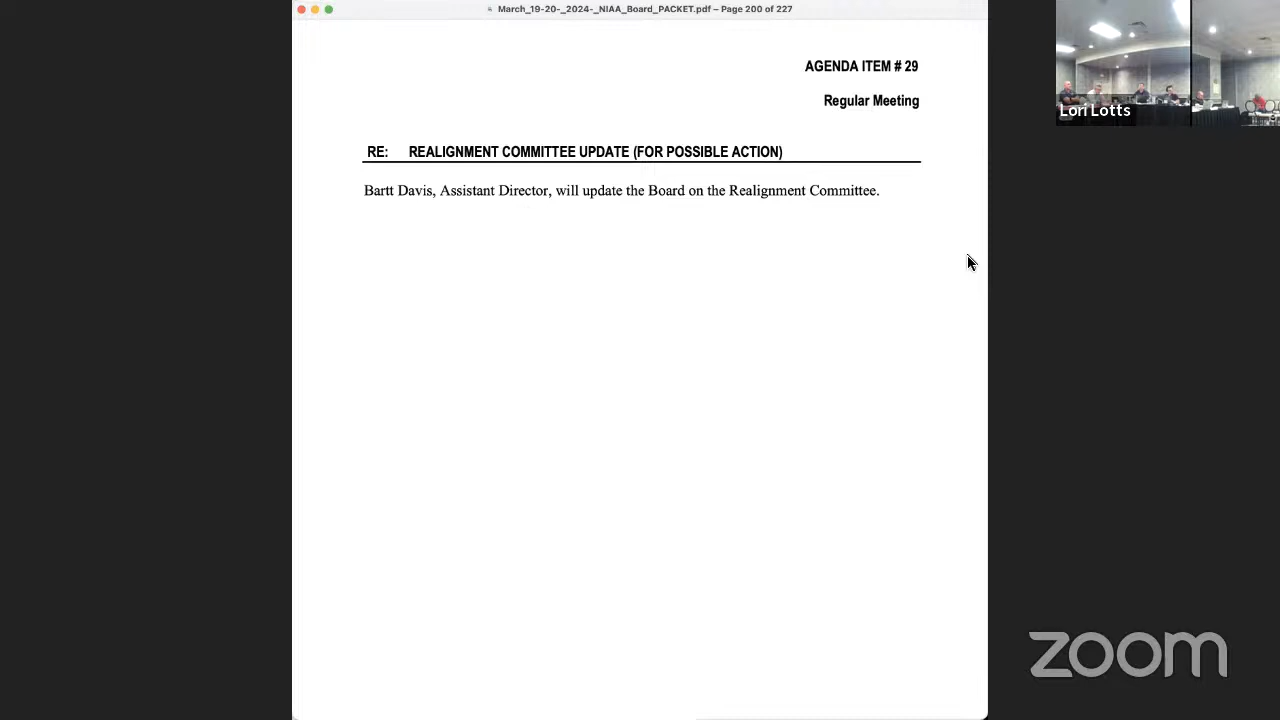 March_19-20-_2024-_NIAA_Board_PACKET.pdf – Page 200 of 227
AGENDA ITEM # 29
Regular Meeting
RE: REALIGNMENT COMMITTEE UPDATE (FOR POSSIBLE ACTION)
Bartt Davis, Assistant Director, will update the Board on the Realignment Committee.
Lori Lotts
zoom